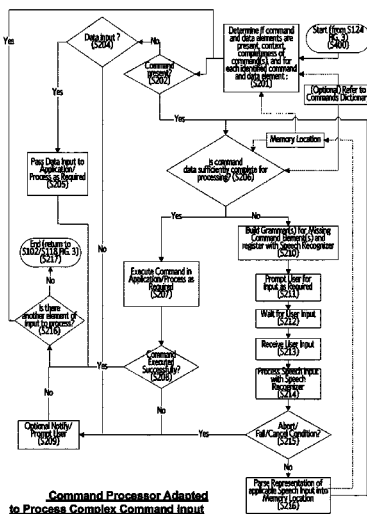 Start (from S124
FIG. 3)
(S400)
Determine if command
and data elements are
present, context,
completeness of
command(s), and for
each identified command
and data element :
(S201)
Data Input ?
(S204)
Yes
No
Command
present?
(S202)
Yes
Yes
(Optional) Refer to
Commands Dictionary
Memory Location
Pass Data Input to
Application/
Process as Required
(S205)
Is command
data sufficiently complete for
processing? (S206)
Yes
No
Build Grammar(s) for Missing
Command Element(s) and
register with Speech Recognizer
(S210)
End (return to
S102/S118 FIG. 3)
(S217)
No
No
Execute Command in
Application/Process as
Required
(S207)
Prompt User for
Input as Required
(S211)
Wait for User Input
(S212)
Is there
another element of
input to process?
(S216)
Receive User Input
(S213)
Command
Executed
Successfully?
(S208)
Yes
Process Speech Input
with Speech
Recognizer
(S214)
No
No
Optional Notify/
Prompt User
(S209)
Yes
Abort/
Fail/Cancel Condition?
(S215)
No
Parse Representation of
applicable Speech Input into
Memory Location
(S216)
Command Processor Adapted
to Process Complex Command Input